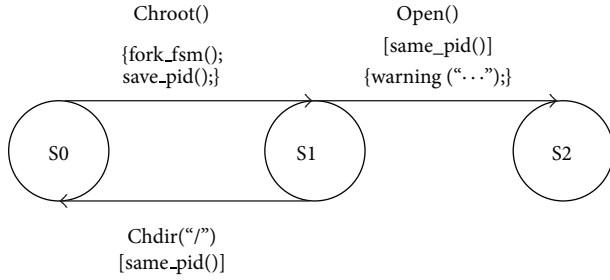 Chroot()
{fork_fsm();
save_pid();}
Open()
[same_pid()]
{warning (“···”);}
S0
S1
S2
Chdir(“/”)
[same_pid()]